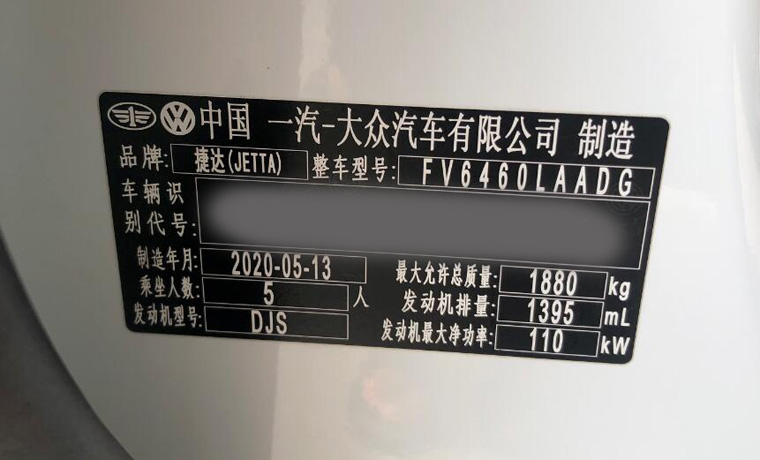 中国 一汽-大众汽车有限公司 制造
品牌: 捷达(JETTA) 整车型号: FV6460LAADG
车辆识
别代号:
制造年月: 2020-05-13 最大允许总质量: 1880 kg
乘坐人数: 5 人 发动机排量: 1395 mL
发动机型号: DJS 发动机最大净功率: 110 kW